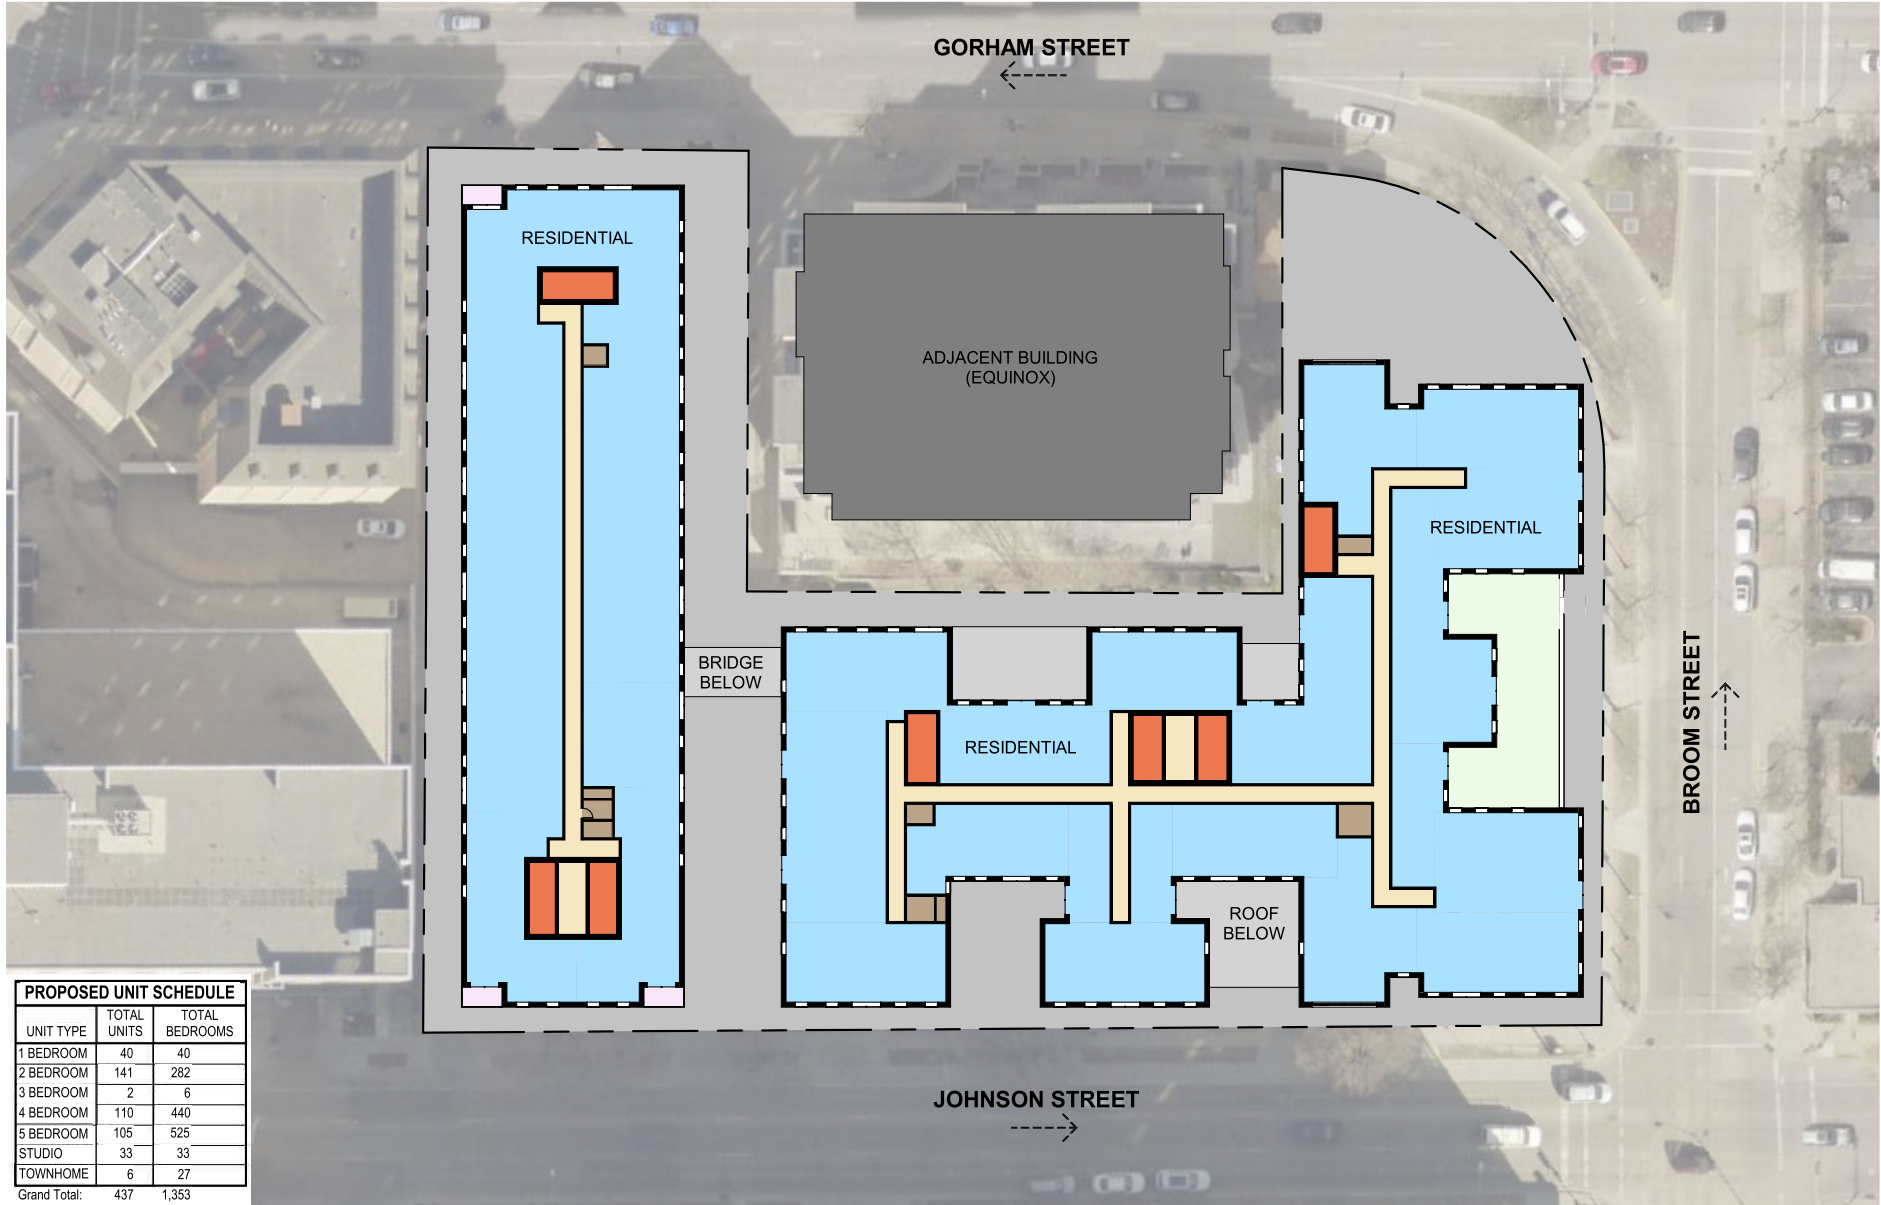 GORHAM STREET
RESIDENTIAL
ADJACENT BUILDING
(EQUINOX)
RESIDENTIAL
BRIDGE
BELOW
RESIDENTIAL
BROOM STREET
ROOF
BELOW
JOHNSON STREET
PROPOSED UNIT SCHEDULE
UNIT TYPE TOTAL UNITS TOTAL BEDROOMS
1 BEDROOM 40 40
2 BEDROOM 141 282
3 BEDROOM 2 6
4 BEDROOM 110 440
5 BEDROOM 105 525
STUDIO 33 33
TOWNHOME 6 27
Grand Total: 437 1,353